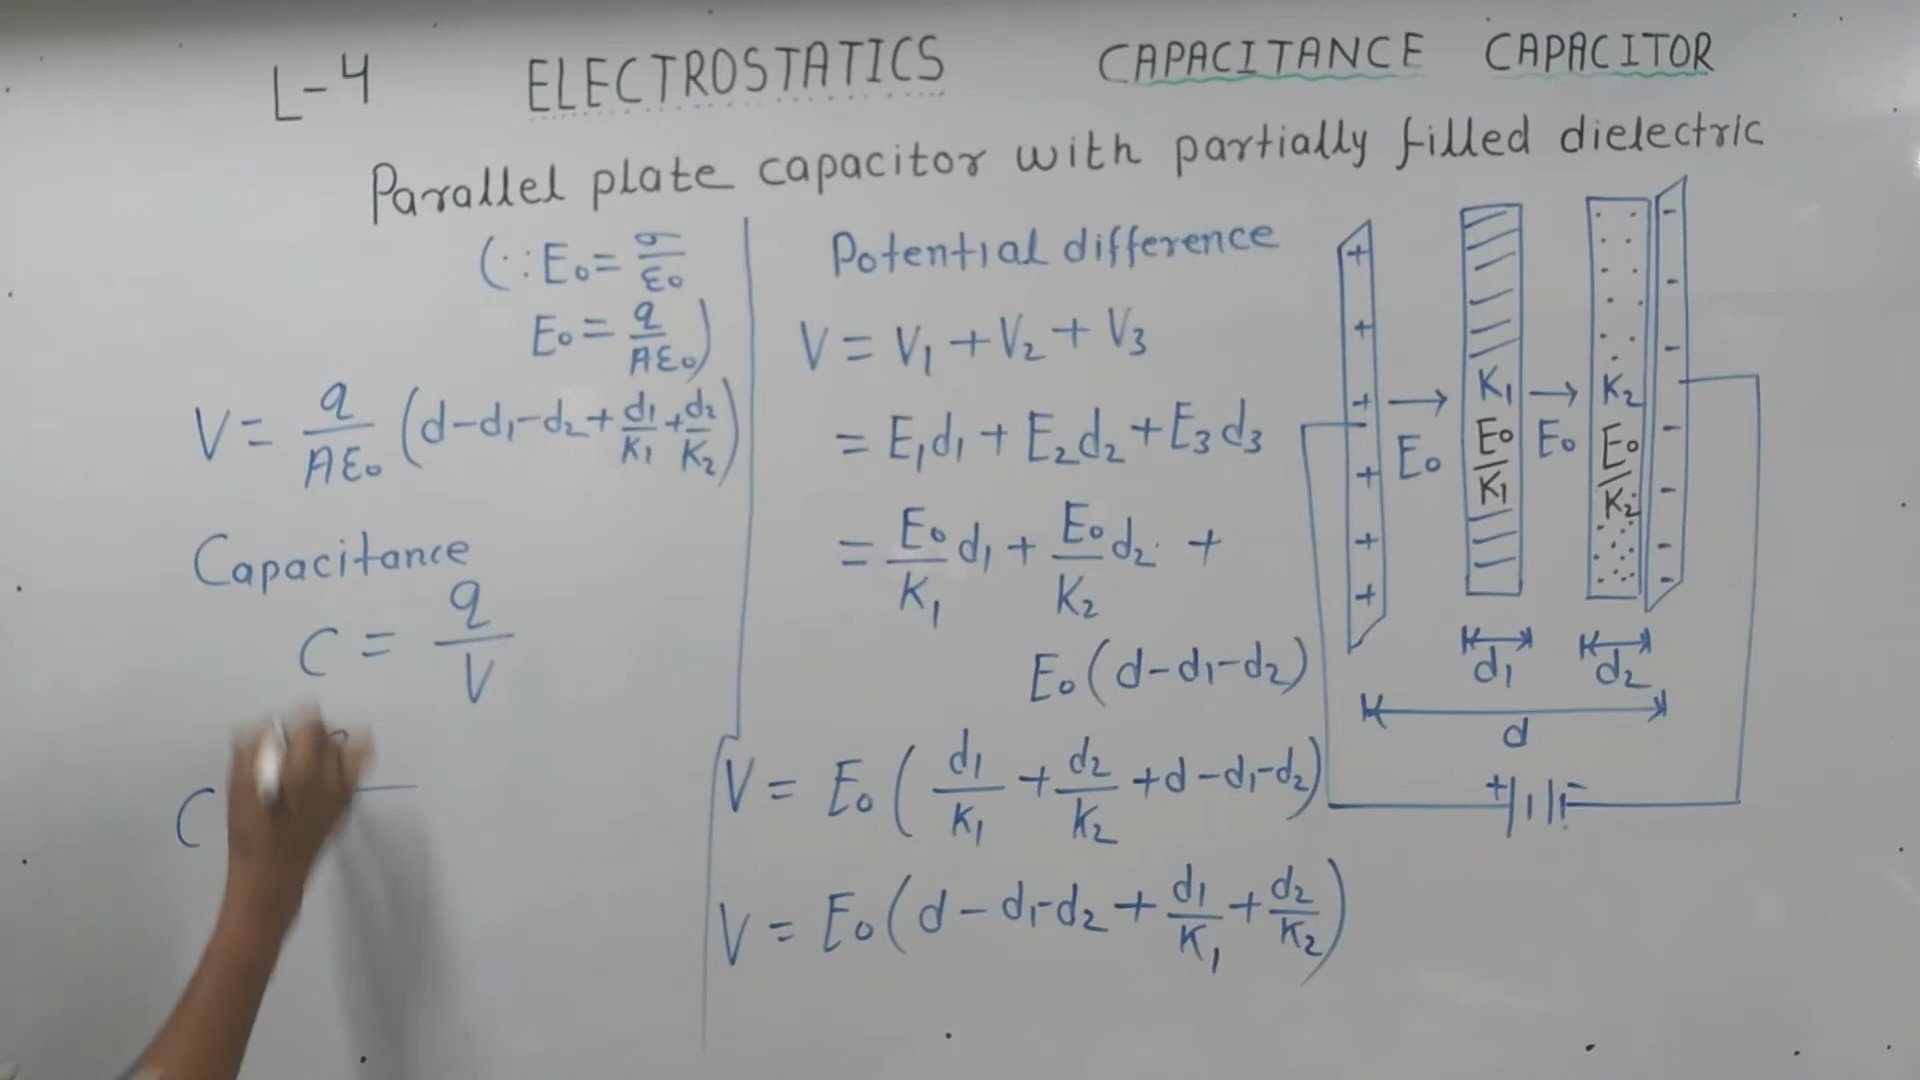 L-4 ELECTROSTATICS CAPACITANCE CAPACITOR
Parallel plate capacitor with partially filled dielectric
(∵E₀ = σ/ε₀
E₀ = q/Aε₀)
V = q/Aε₀ (d-d₁-d₂+d₁/K₁+d₂/K₂)
Capacitance
C = q/V
C
Potential difference
V = V₁ + V₂ + V₃
= E₁d₁ + E₂d₂ + E₃d₃
= E₀/K₁ d₁ + E₀/K₂ d₂ +
E₀(d-d₁-d₂)
V = E₀ (d₁/K₁ + d₂/K₂ + d-d₁-d₂)
V = E₀(d-d₁-d₂ + d₁/K₁ + d₂/K₂)
+ + + + + +
E₀
K₁
E₀/K₁
E₀
K₂
E₀/K₂
- - - - - - - -
d₁ d₂
d
+ -